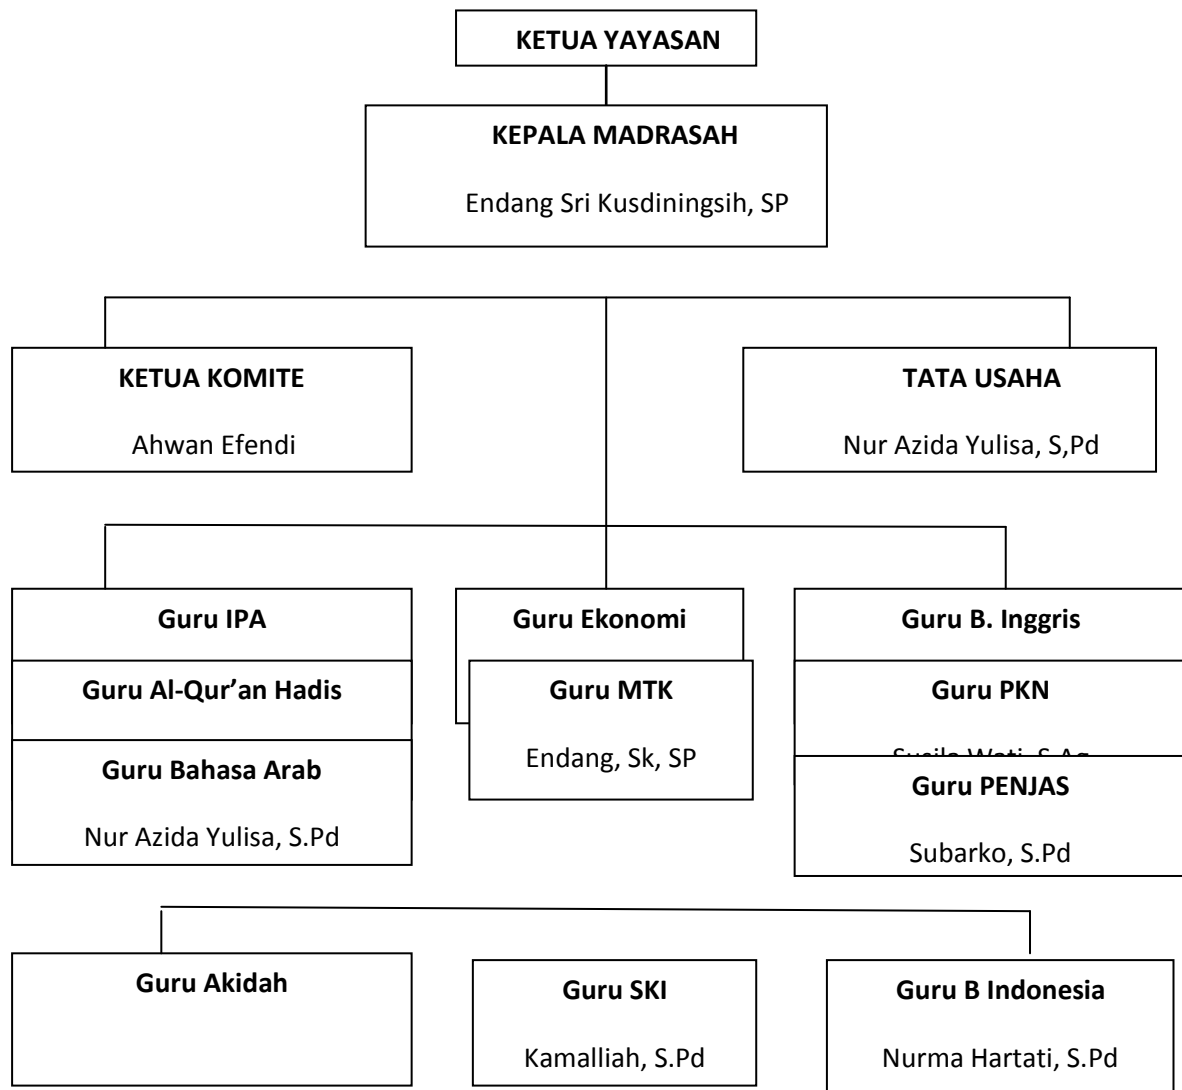 KETUA YAYASAN
KEPALA MADRASAH
Endang Sri Kusdiningsih, SP
KETUA KOMITE
Ahwan Efendi
TATA USAHA
Nur Azida Yulisa, S,Pd
Guru IPA
Guru Al-Qur’an Hadis
Guru Bahasa Arab
Nur Azida Yulisa, S.Pd
Guru Ekonomi
Guru MTK
Endang, Sk, SP
Guru B. Inggris
Guru PKN
Guru PENJAS
Subarko, S.Pd
Guru Akidah
Guru SKI
Kamalliah, S.Pd
Guru B Indonesia
Nurma Hartati, S.Pd